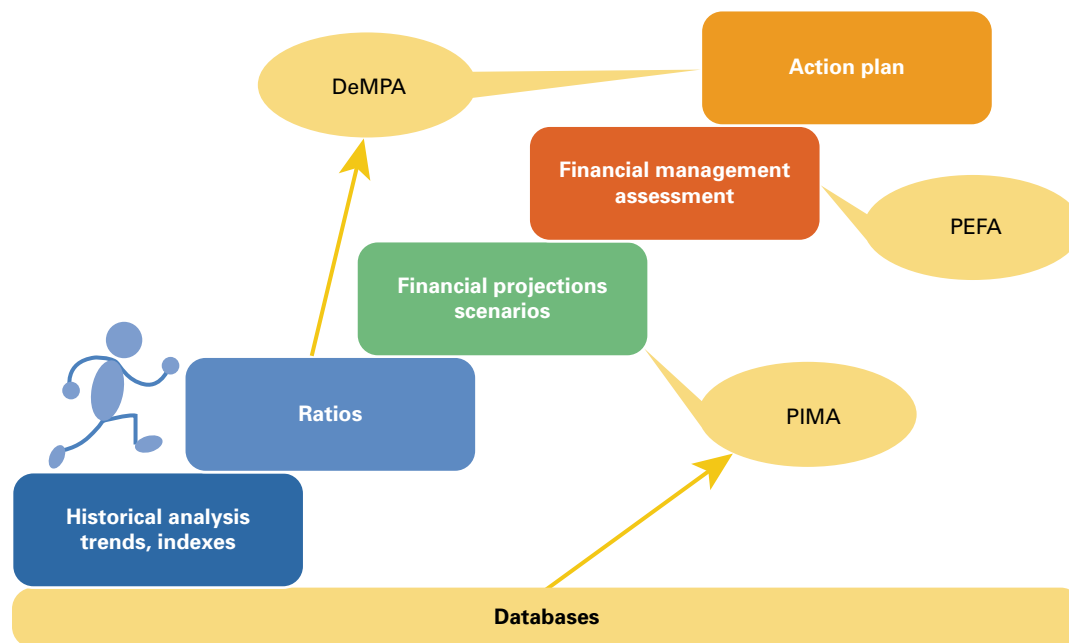 Action plan
DeMPA
Financial management
assessment
PEFA
Financial projections
scenarios
Ratios
PIMA
Historical analysis
trends, indexes
Databases